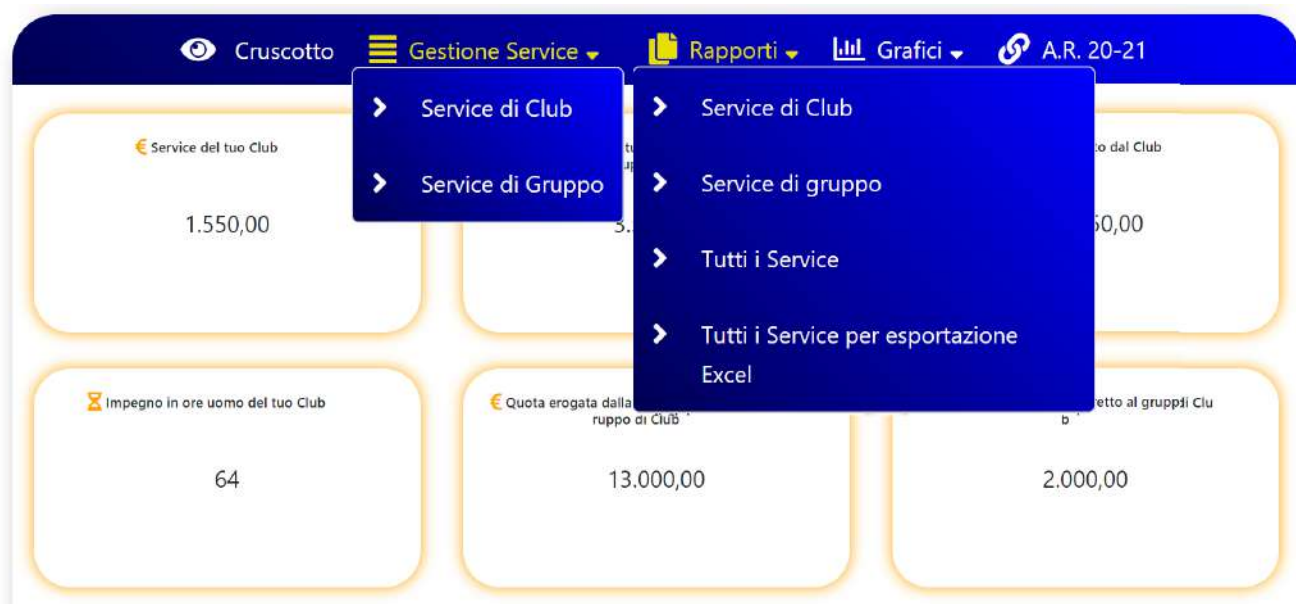 Cruscotto
Gestione Service
Rapporti
Grafici
A.R. 20-21
Service di Club
Service di Gruppo
Service di Club
Service di gruppo
Tutti i Service
Tutti i Service per esportazione
Excel
€ Service del tuo Club
1.550,00
dal Club
Impegno in ore uomo del tuo Club
64
€ Quota erogata dalla
ruppo di Club
13.000,00
al grupp
Clu
b
2.000,00